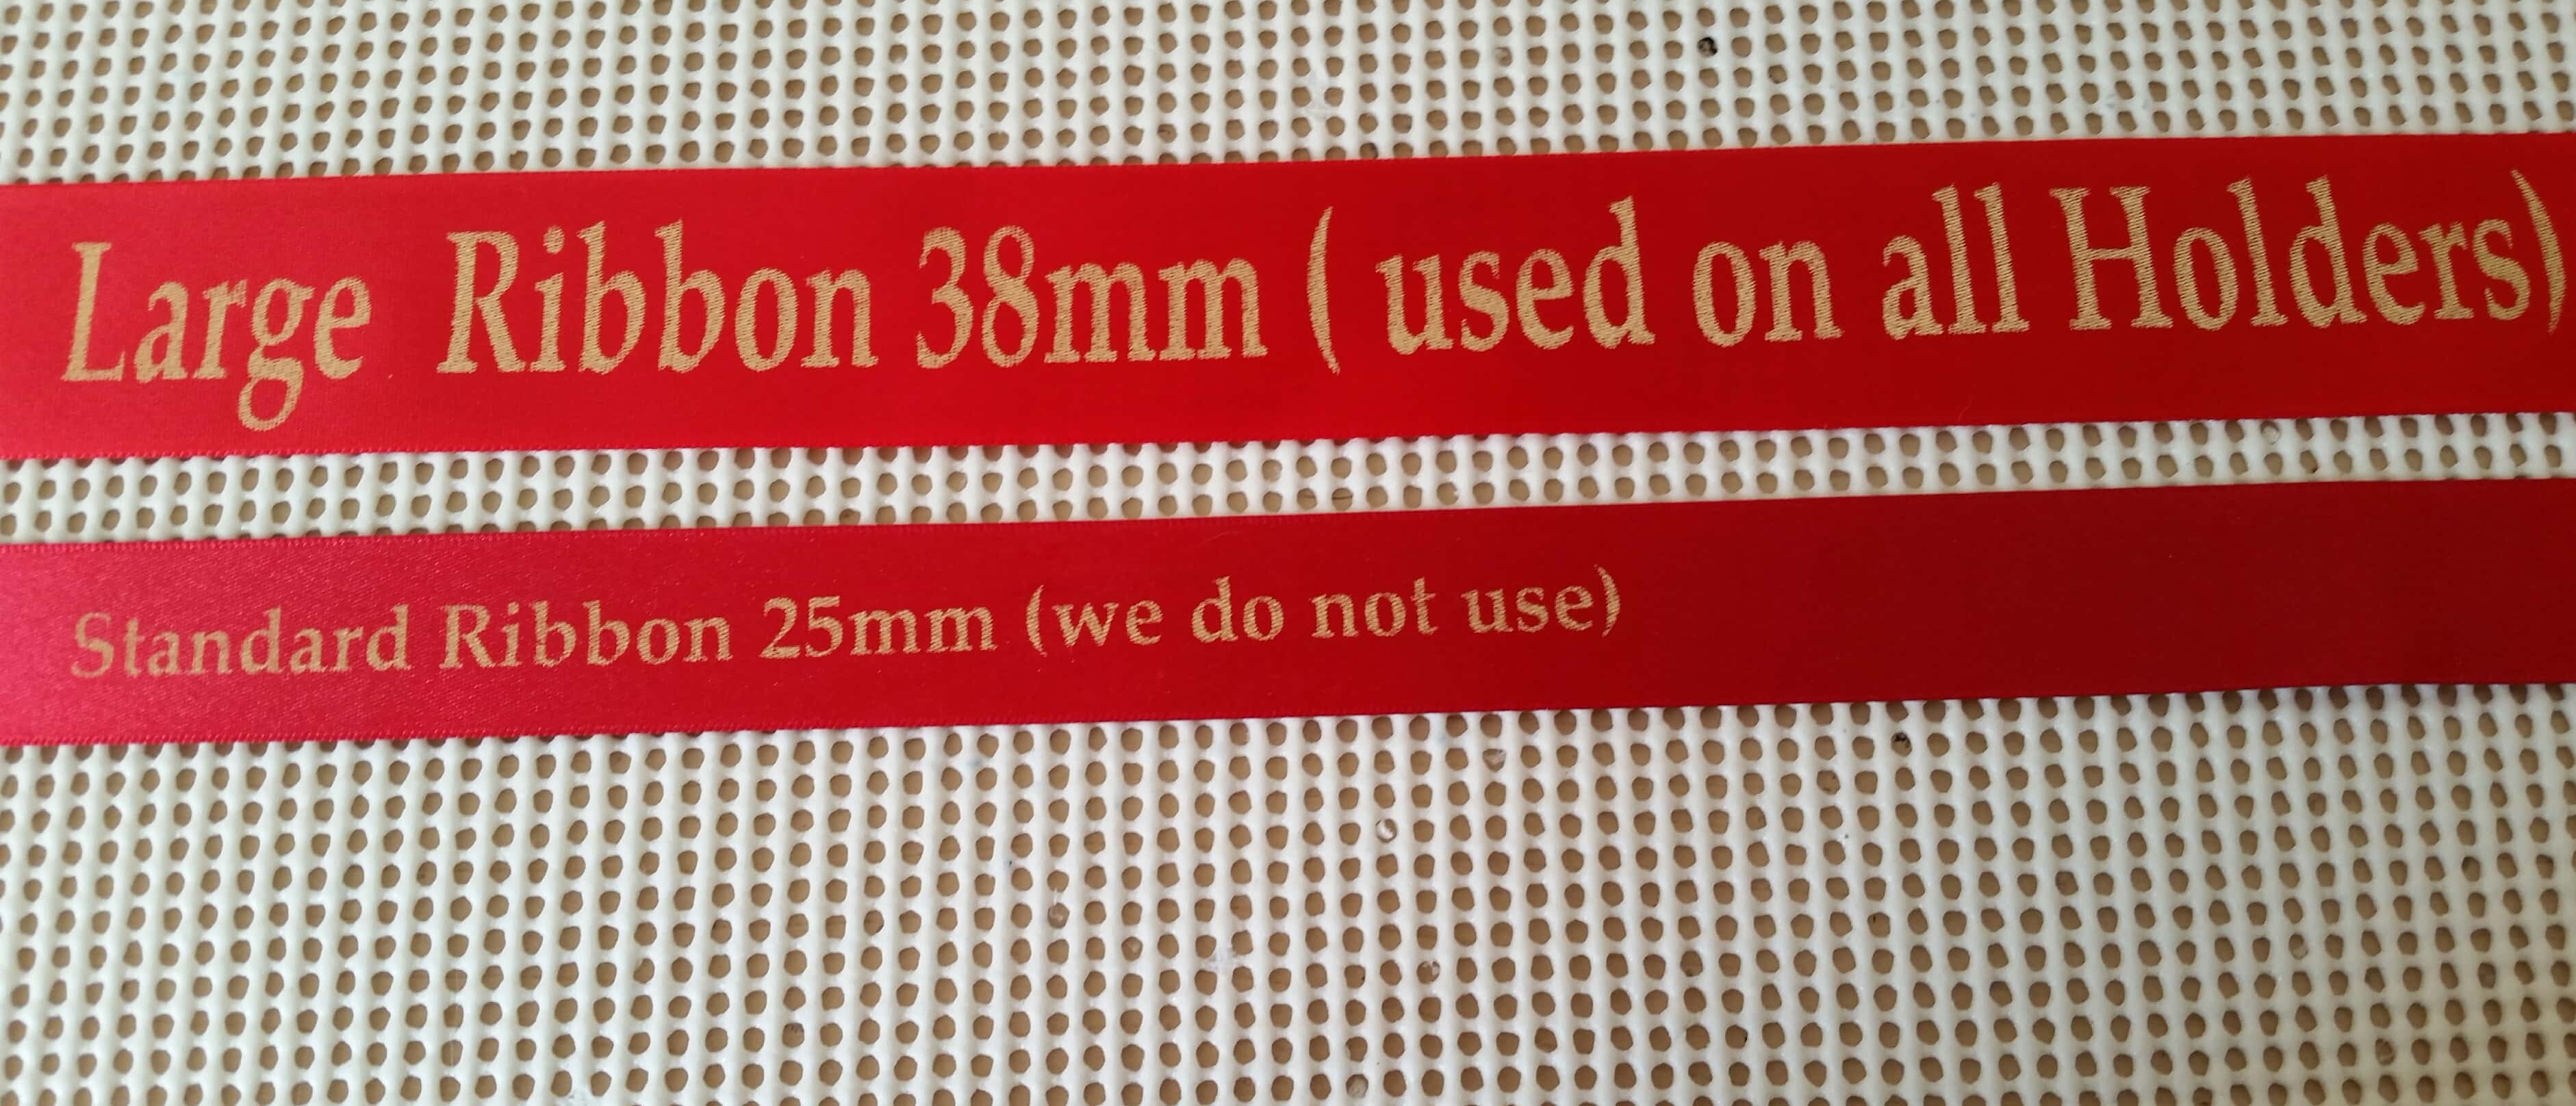 Large Ribbon 38mm ( used on all Holders)
Standard Ribbon 25mm (we do not use)